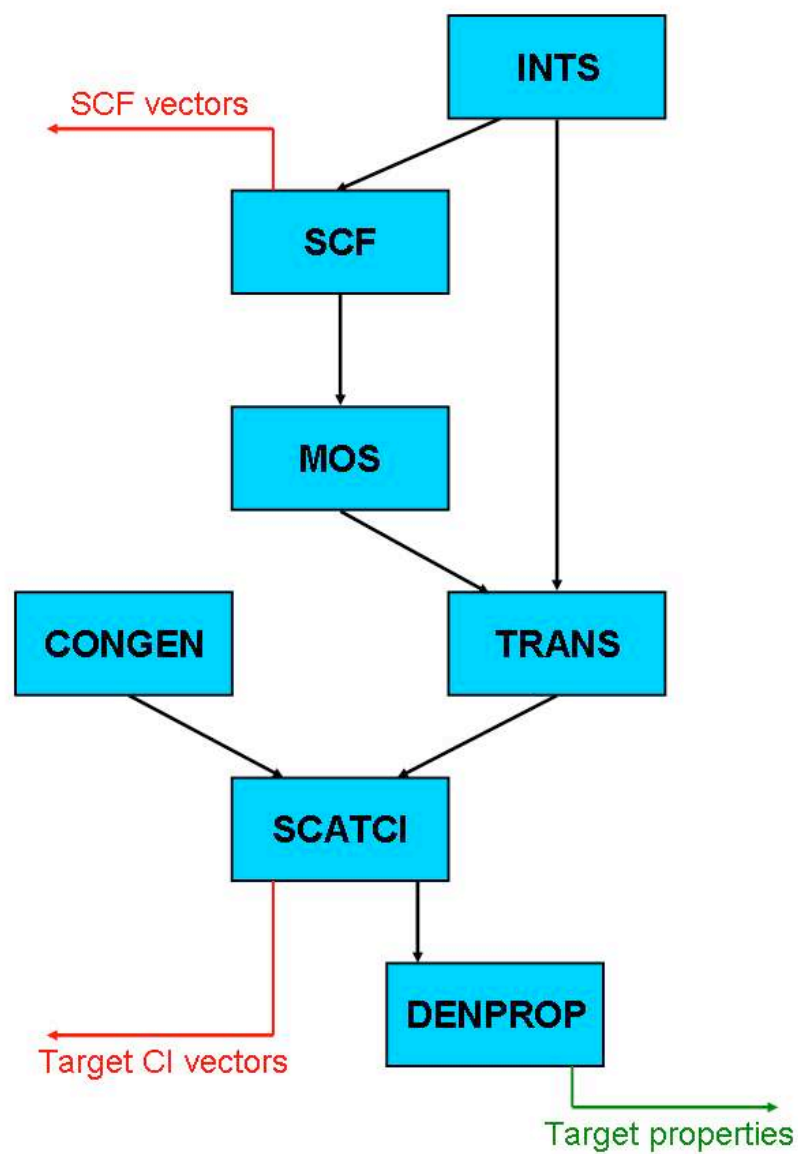 INTS
SCF vectors
SCF
MOS
CONGEN
TRANS
SCATCI
DENPROP
Target CI vectors
Target properties